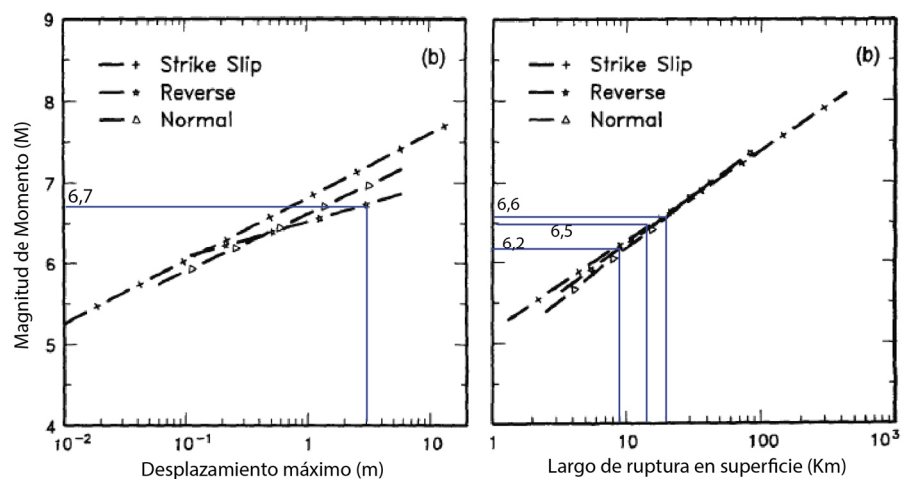 Magnitud de Momento (M)
9
8
7
6
5
4
(b)
Strike Slip
Reverse
Normal
6,7
10⁻²
10⁻¹
1
10
Desplazamiento máximo (m)
(b)
Strike Slip
Reverse
Normal
6,6
6,5
6,2
1
10
100
10³
Largo de ruptura en superficie (Km)